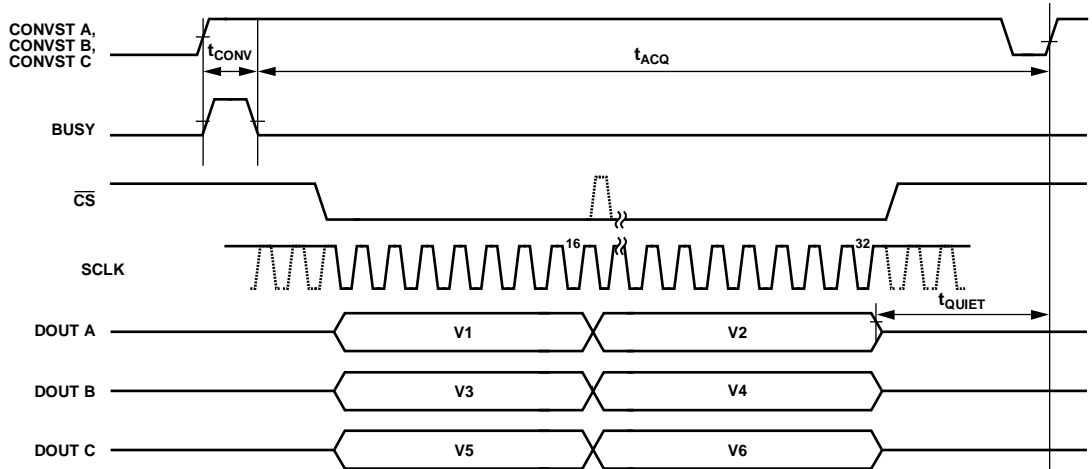 CONVST A,
CONVST B,
CONVST C
tCONV
tACQ
BUSY
CS
SCLK
16
32
tQUIET
DOUT A
V1
V2
DOUT B
V3
V4
DOUT C
V5
V6